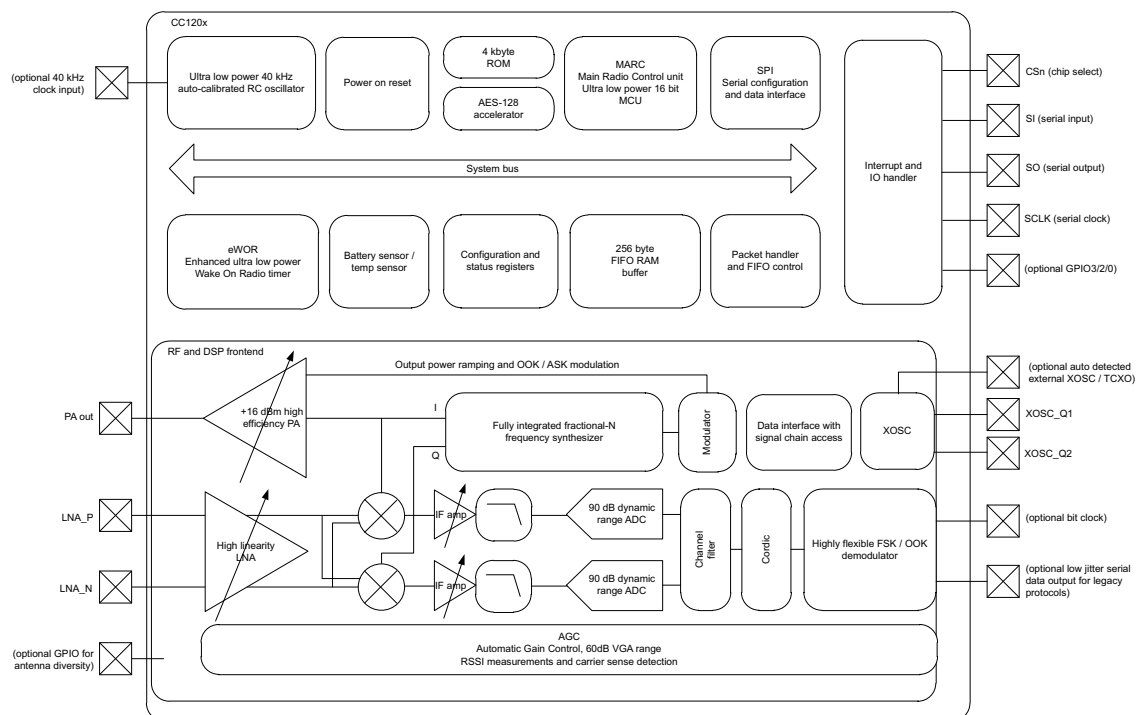 CC120x
(optional 40 kHz
clock input)
Ultra low power 40 kHz
auto-calibrated RC oscillator
Power on reset
4 kbyte
ROM
AES-128
accelerator
MARC
Main Radio Control unit
Ultra low power 16 bit
MCU
SPI
Serial configuration
and data interface
Interrupt and
IO handler
CSn (chip select)
SI (serial input)
SO (serial output)
SCLK (serial clock)
(optional GPIO3/2/0)
System bus
eWOR
Enhanced ultra low power
Wake On Radio timer
Battery sensor /
temp sensor
Configuration and
status registers
256 byte
FIFO RAM
buffer
Packet handler
and FIFO control
RF and DSP frontend
Output power ramping and OOK / ASK modulation
(optional auto detected
external XOSC / TCXO)
PA out
+16 dBm high
efficiency PA
I
Q
Fully integrated fractional-N
frequency synthesizer
Modulator
Data interface with
signal chain access
XOSC
XOSC_Q1
XOSC_Q2
LNA_P
LNA_N
High linearity
LNA
IF amp
90 dB dynamic
range ADC
IF amp
90 dB dynamic
range ADC
Channel
filter
Cordic
Highly flexible FSK / OOK
demodulator
(optional bit clock)
(optional low jitter serial
data output for legacy
protocols)
(optional GPIO for
antenna diversity)
AGC
Automatic Gain Control, 60dB VGA range
RSSI measurements and carrier sense detection